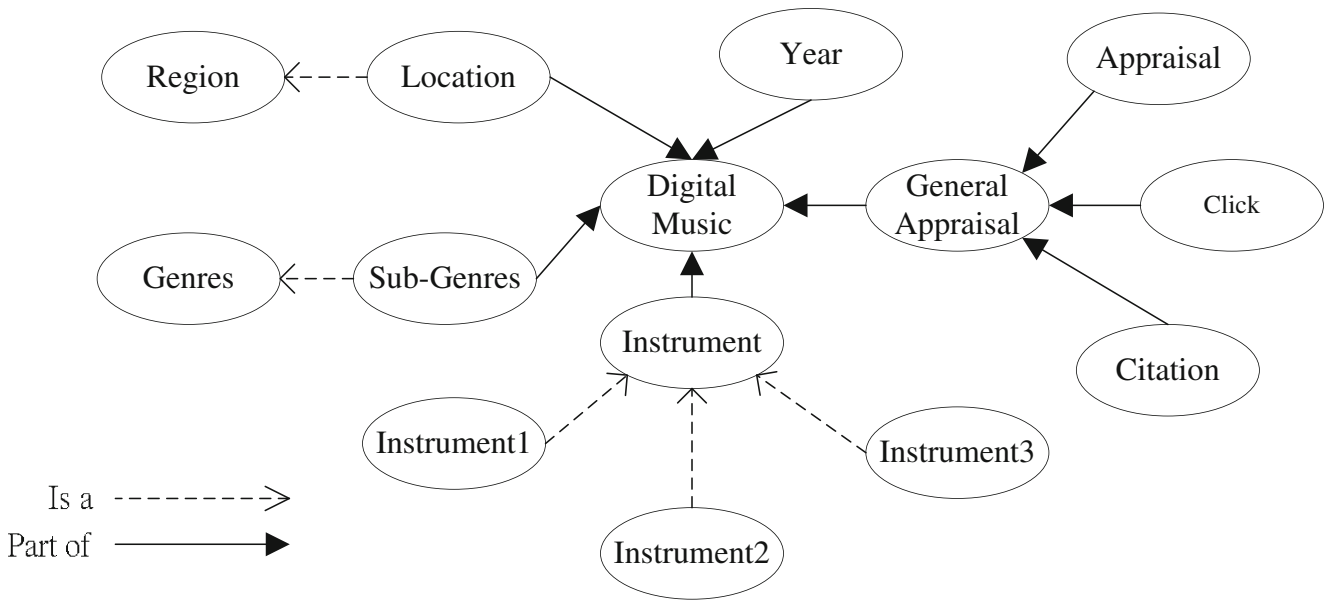 Year
Appraisal
Region
Location
Digital
Music
General
Appraisal
Click
Genres
Sub-Genres
Instrument
Citation
Instrument1
Instrument3
Is a
Part of
Instrument2